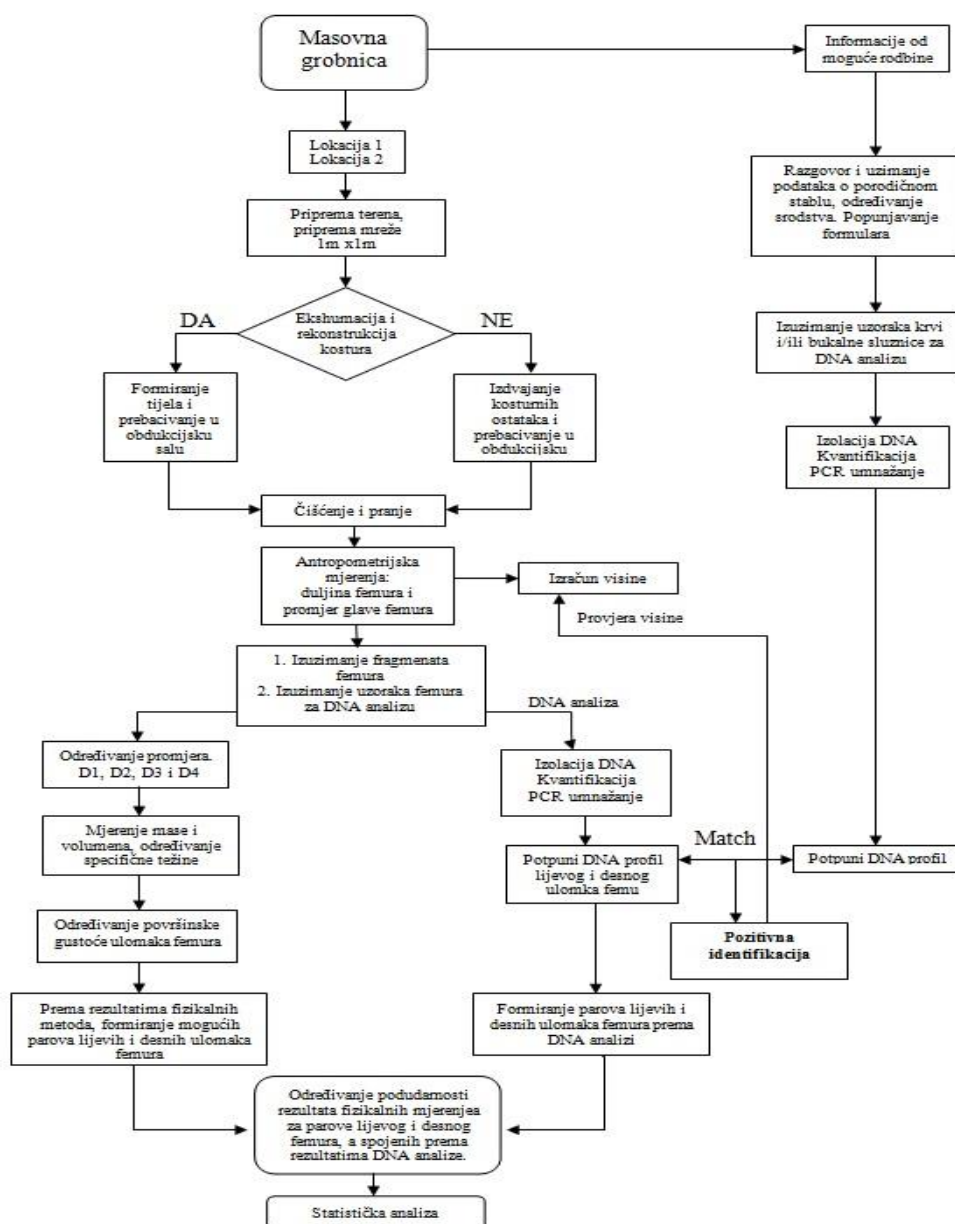 Masovna
grobnica
Informacije od
moguće rodbine
Lokacija 1
Lokacija 2
Razgovor i uzimanje
podataka o porodičnom
stablu, određivanje
srodstva. Popunjavanje
formulara
Priprema terena,
priprema mreže
1m x1m
DA
Ekshumacija i
rekonstrukcija
kostura
NE
Izuzimanje uzoraka krvi
i/ili bukalne sluznice za
DNA analizu
Formiranje
tijela i
prebacivanje u
obdukcijsku
salu
Izdvajanje
kosturnih
ostataka i
prebacivanje u
obdukcijsku
Izolacija DNA
Kvantifikacija
PCR umnažanje
Čišćenje i pranje
Antropometrijska
mjerenja:
duljina femura i
promjer glave femura
Izračun visine
Provjera visine
1. Izuzimanje fragmenata
femura
2. Izuzimanje uzoraka femura
za DNA analizu
DNA analiza
Određivanje promjera.
D1, D2, D3 i D4
Izolacija DNA
Kvantifikacija
PCR umnažanje
Mjerenje mase i
volumena, određivanje
specifične težine
Match
Potpuni DNA profil
lijevog i desnog
ulomka femu
Potpuni DNA profil
Određivanje površinske
gustoće ulomaka femura
Pozitivna
identifikacija
Prema rezultatima fizikalnih
metoda, formiranje mogućih
parova lijevih i desnih ulomaka
femura
Formiranje parova lijevih i
desnih ulomaka femura prema
DNA analizi
Određivanje podudarnosti
rezultata fizikalnih mjerenjea
za parove lijevog i desnog
femura, a spojenih prema
rezultatima DNA analize.
Statistička analiza